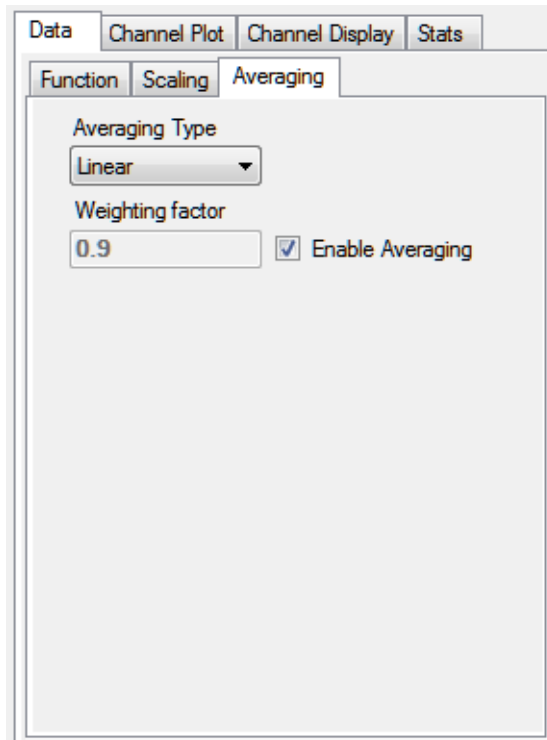 Data Channel Plot Channel Display Stats
Function Scaling Averaging
Averaging Type
Linear
Weighting factor
0.9 Enable Averaging